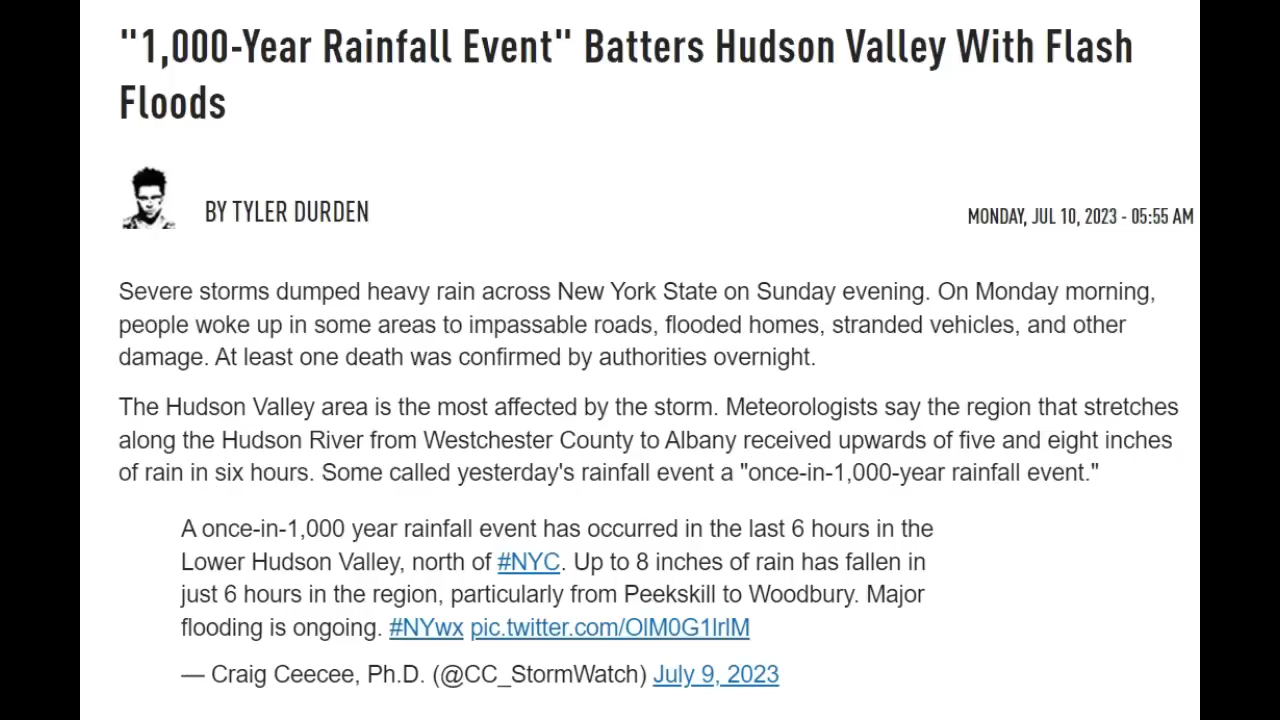 "1,000-Year Rainfall Event" Batters Hudson Valley With Flash
Floods
BY TYLER DURDEN
MONDAY, JUL 10, 2023 - 05:55 AM
Severe storms dumped heavy rain across New York State on Sunday evening. On Monday morning,
people woke up in some areas to impassable roads, flooded homes, stranded vehicles, and other
damage. At least one death was confirmed by authorities overnight.
The Hudson Valley area is the most affected by the storm. Meteorologists say the region that stretches
along the Hudson River from Westchester County to Albany received upwards of five and eight inches
of rain in six hours. Some called yesterday's rainfall event a "once-in-1,000-year rainfall event."
A once-in-1,000 year rainfall event has occurred in the last 6 hours in the
Lower Hudson Valley, north of #NYC. Up to 8 inches of rain has fallen in
just 6 hours in the region, particularly from Peekskill to Woodbury. Major
flooding is ongoing. #NYwx pic.twitter.com/OlM0G1lrlM
— Craig Ceecee, Ph.D. (@CC_StormWatch) July 9, 2023